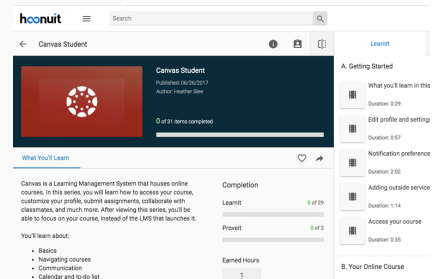 hoonuit
Search
Canvas Student
Canvas Student
Published: 06/26/2017
Author: Heather Slee
0 of 31 items completed
What You'll Learn
Canvas is a Learning Management System that houses online
courses. In this series, you will learn how to access your course,
customize your profile, submit assignments, collaborate with
classmates, and much more. After viewing this series, you'll be
able to focus on your course, instead of the LMS that launches it.
You'll learn about:
• Basics
• Navigating courses
• Communication
• Calendar and to-do list
Completion
LearnIt 0 of 29
ProveIt 0 of 2
Earned Hours
1
LearnIt
A. Getting Started
What you'll learn in this
Duration: 0:29
Edit profile and settings
Duration: 0:57
Notification preference
Duration: 2:02
Adding outside service
Duration: 1:14
Access your course
Duration: 0:35
B. Your Online Course